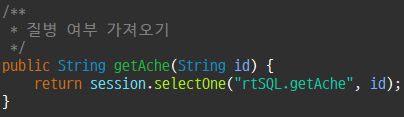 /**
 * 질병 여부 가져오기
 */
public String getAche(String id) {
    return session.selectOne("rtSQL.getAche", id);
}